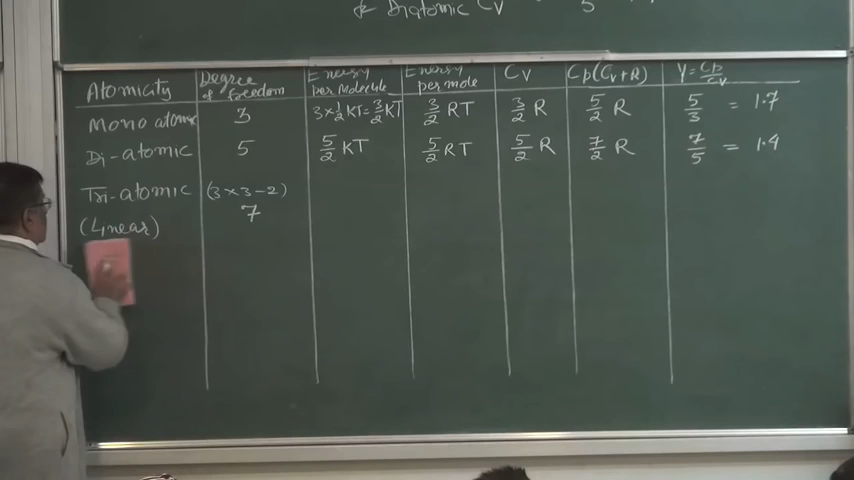 & Diatomic CV 5
Atomicity Degree of freedom Energy per Molecule Energy per mole CV Cp(CV+R) γ=Cp/CV
Mono atomic 3 3×1/2KT=3/2KT 3/2 RT 3/2 R 5/2 R 5/3 = 1.7
Di-atomic 5 5/2 KT 5/2 RT 5/2 R 7/2 R 7/5 = 1.4
Tri-atomic (3×3-2)
(Linear) 7